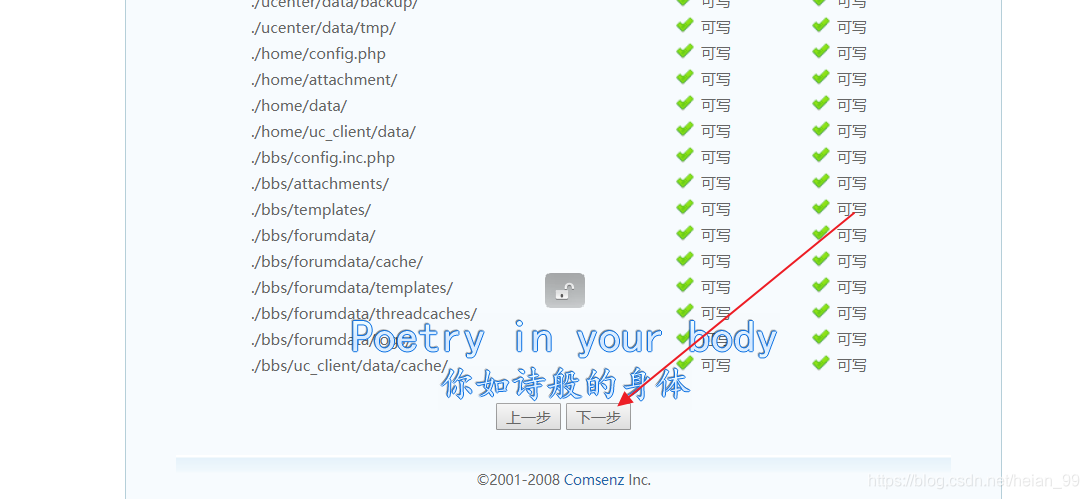 ./ucenter/data/backup/ 可写 可写
./ucenter/data/tmp/ 可写 可写
./home/config.php 可写 可写
./home/attachment/ 可写 可写
./home/data/ 可写 可写
./home/uc_client/data/ 可写 可写
./bbs/config.inc.php 可写 可写
./bbs/attachments/ 可写 可写
./bbs/templates/ 可写 可写
./bbs/forumdata/ 可写 可写
./bbs/forumdata/cache/ 可写 可写
./bbs/forumdata/templates/ 可写 可写
./bbs/forumdata/threadcaches/ 可写 可写
Poetry in your body
./bbs/forumdata/logs/ 可写 可写
./bbs/uc_client/data/cache/ 可写 可写
你如诗般的身体
上一步 下一步
©2001-2008 Comsenz Inc.
https://blog.csdn.net/heian_99